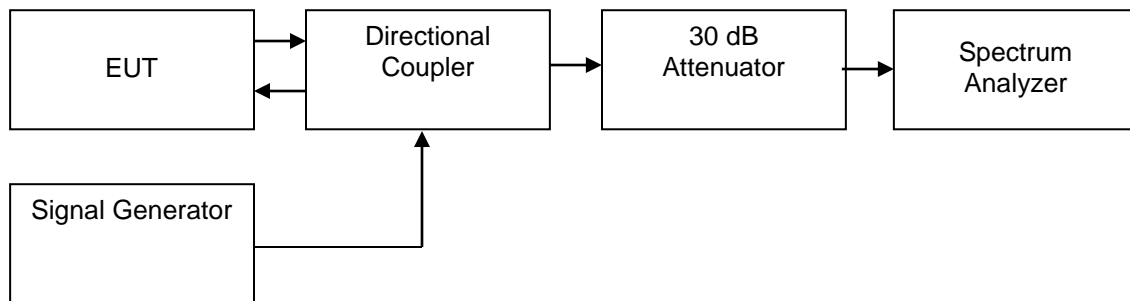 EUT
Directional
Coupler
30 dB
Attenuator
Spectrum
Analyzer
Signal Generator